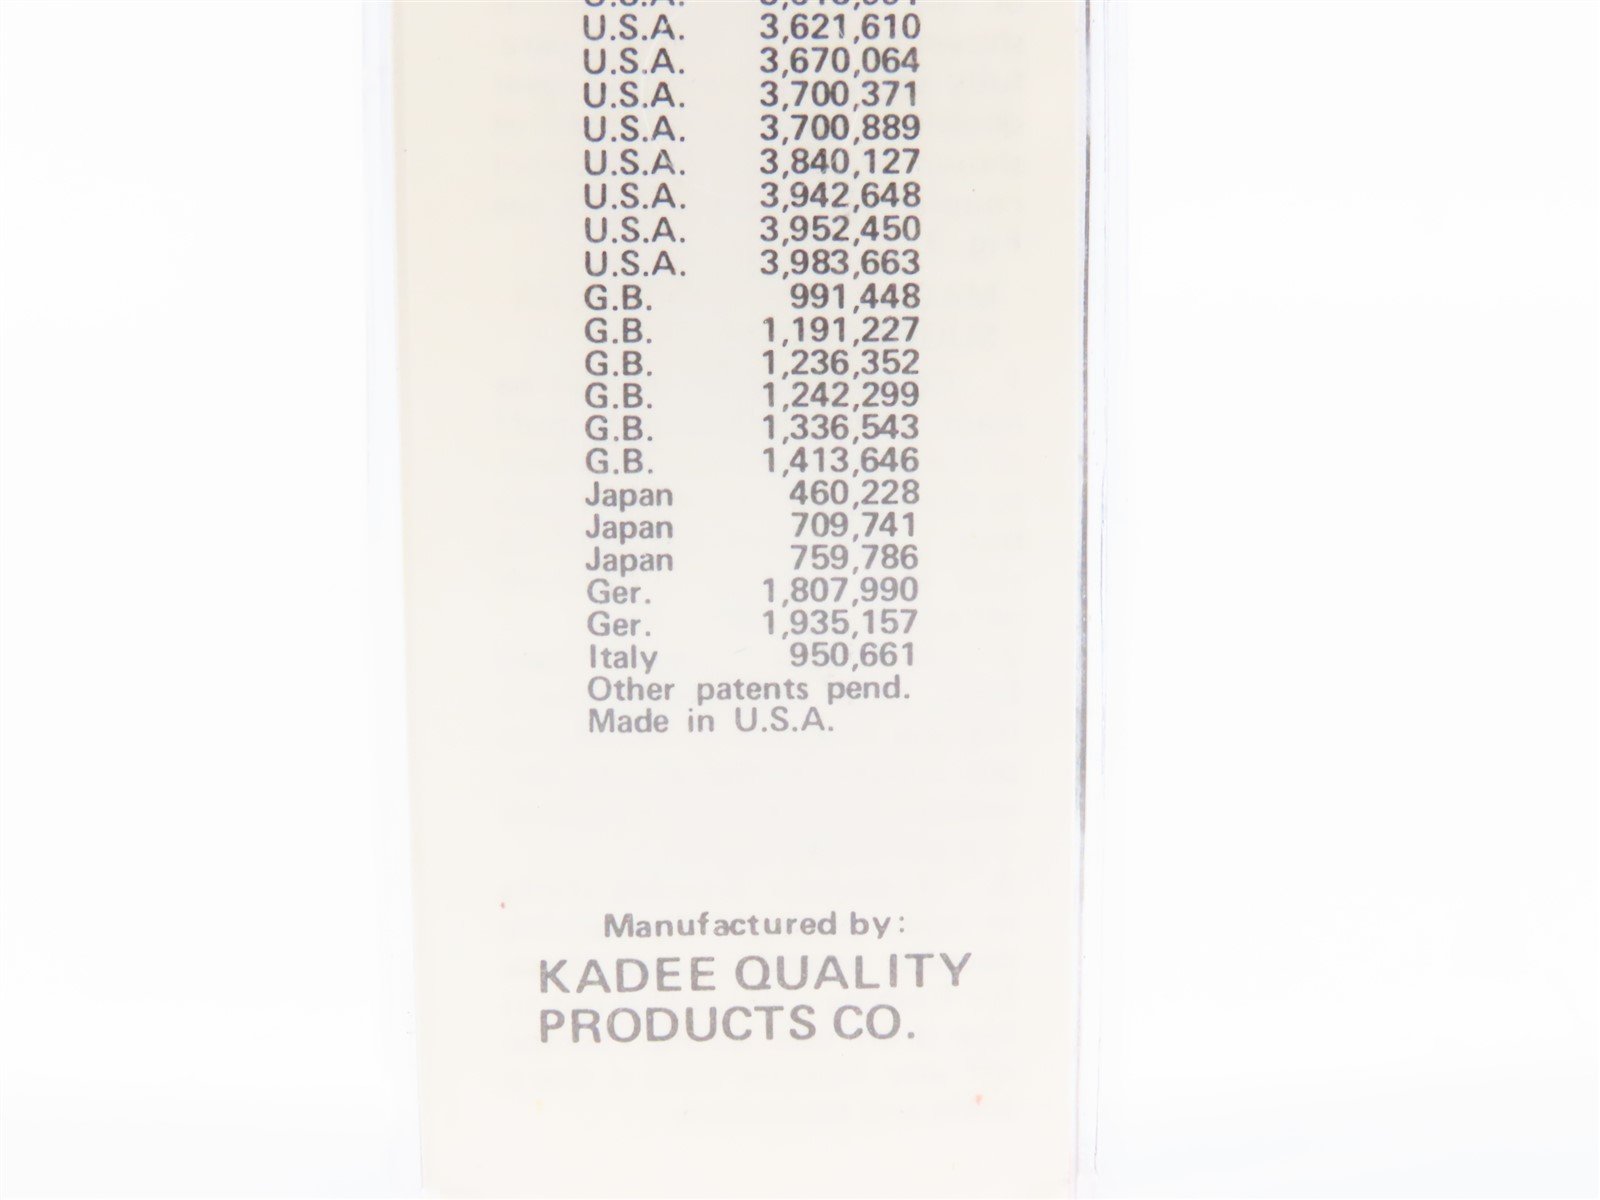 U.S.A.
U.S.A. 3,621,610
U.S.A. 3,670,064
U.S.A. 3,700,371
U.S.A. 3,700,889
U.S.A. 3,840,127
U.S.A. 3,942,648
U.S.A. 3,952,450
U.S.A. 3,983,663
G.B. 991,448
G.B. 1,191,227
G.B. 1,236,352
G.B. 1,242,299
G.B. 1,336,543
G.B. 1,413,646
Japan 460,228
Japan 709,741
Japan 759,786
Ger. 1,807,990
Ger. 1,935,157
Italy 950,661
Other patents pend.
Made in U.S.A.
Manufactured by:
KADEE QUALITY
PRODUCTS CO.